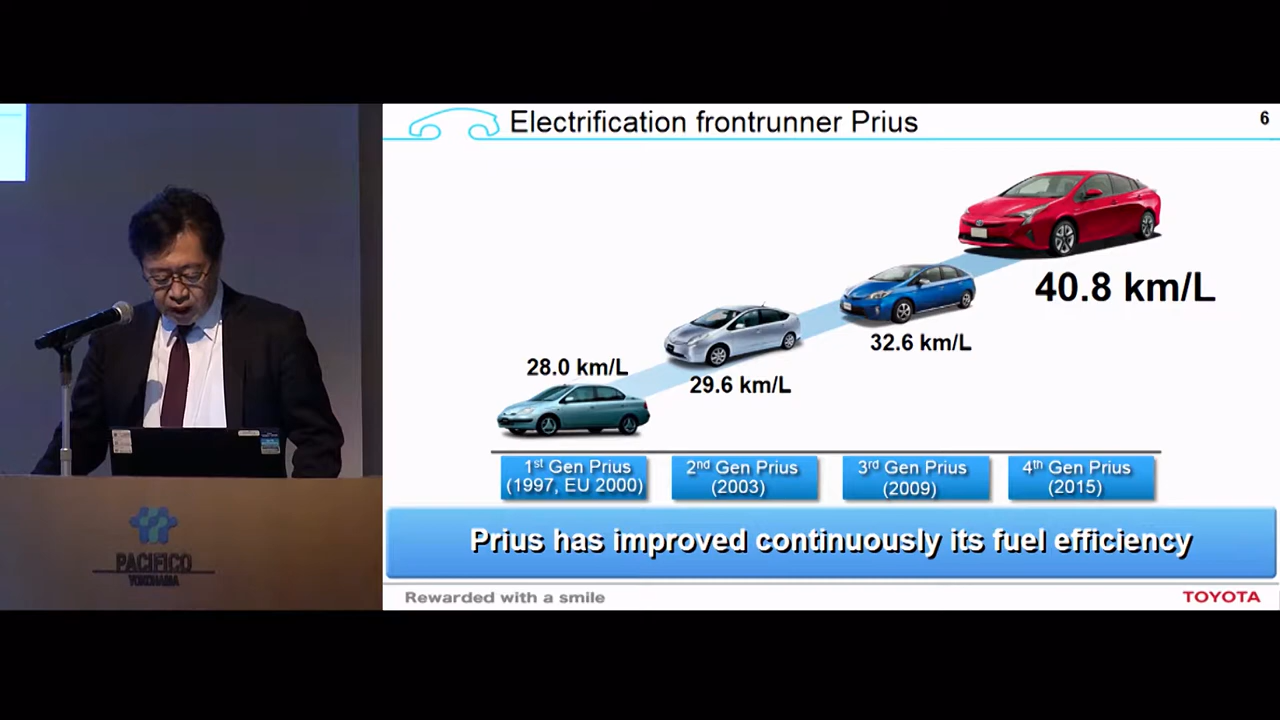 Electrification frontrunner Prius
6
40.8 km/L
32.6 km/L
28.0 km/L
29.6 km/L
1st Gen Prius
(1997, EU 2000)
2nd Gen Prius
(2003)
3rd Gen Prius
(2009)
4th Gen Prius
(2015)
Prius has improved continuously its fuel efficiency
Rewarded with a smile
TOYOTA
PACIFICO
YOKOHAMA